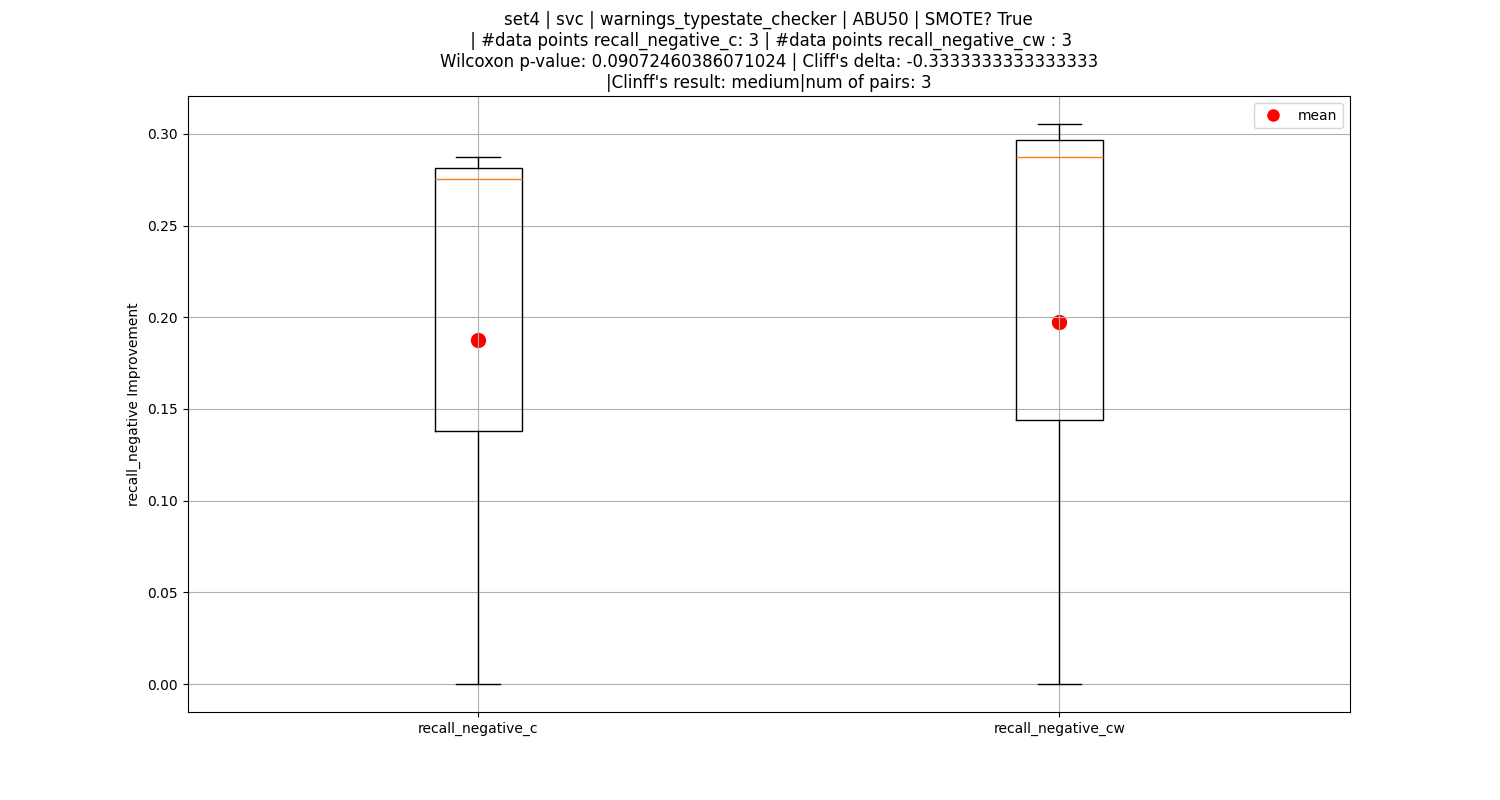 set4 | svc | warnings_typestate_checker | ABU50 | SMOTE? True
| #data points recall_negative_c: 3 | #data points recall_negative_cw : 3
Wilcoxon p-value: 0.09072460386071024 | Cliff's delta: -0.3333333333333333
|Clinff's result: medium|num of pairs: 3
mean
0.30
0.25
0.20
0.15
0.10
0.05
0.00
recall_negative Improvement
recall_negative_c
recall_negative_cw